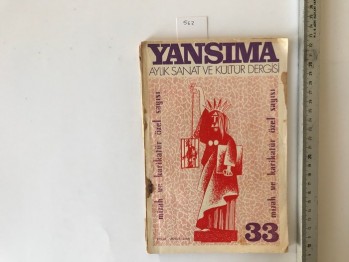 YANSIMA
AYLIK SANAT VE KÜLTÜR DERGİSİ
mizah ve karikatür özel sayısı
mizah ve karikatür özel sayısı
33